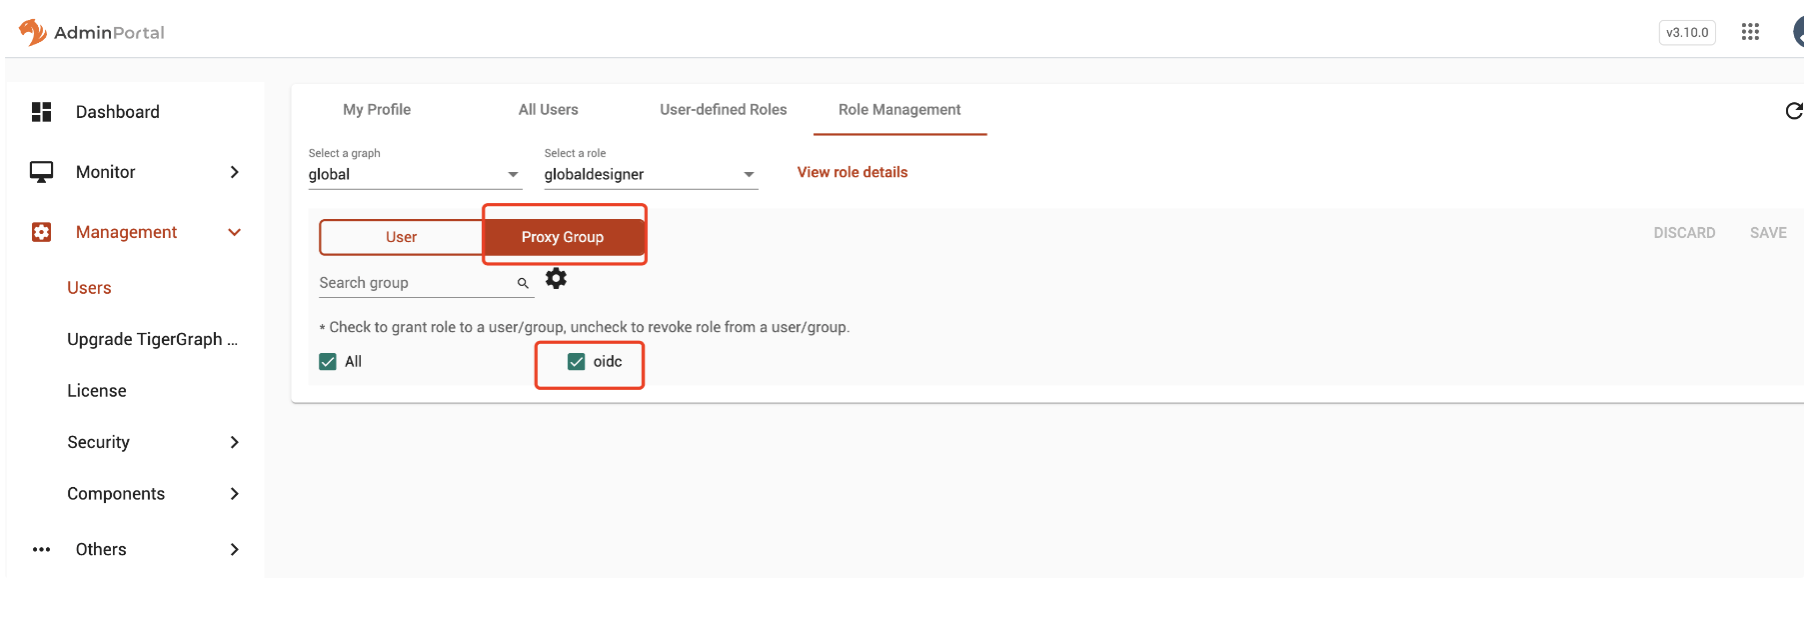 AdminPortal
v3.10.0
Dashboard
Monitor
Management
Users
Upgrade TigerGraph ...
License
Security
Components
Others
My Profile
All Users
User-defined Roles
Role Management
Select a graph
global
Select a role
globaldesigner
View role details
User
Proxy Group
DISCARD
SAVE
Search group
* Check to grant role to a user/group, uncheck to revoke role from a user/group.
All
oidc